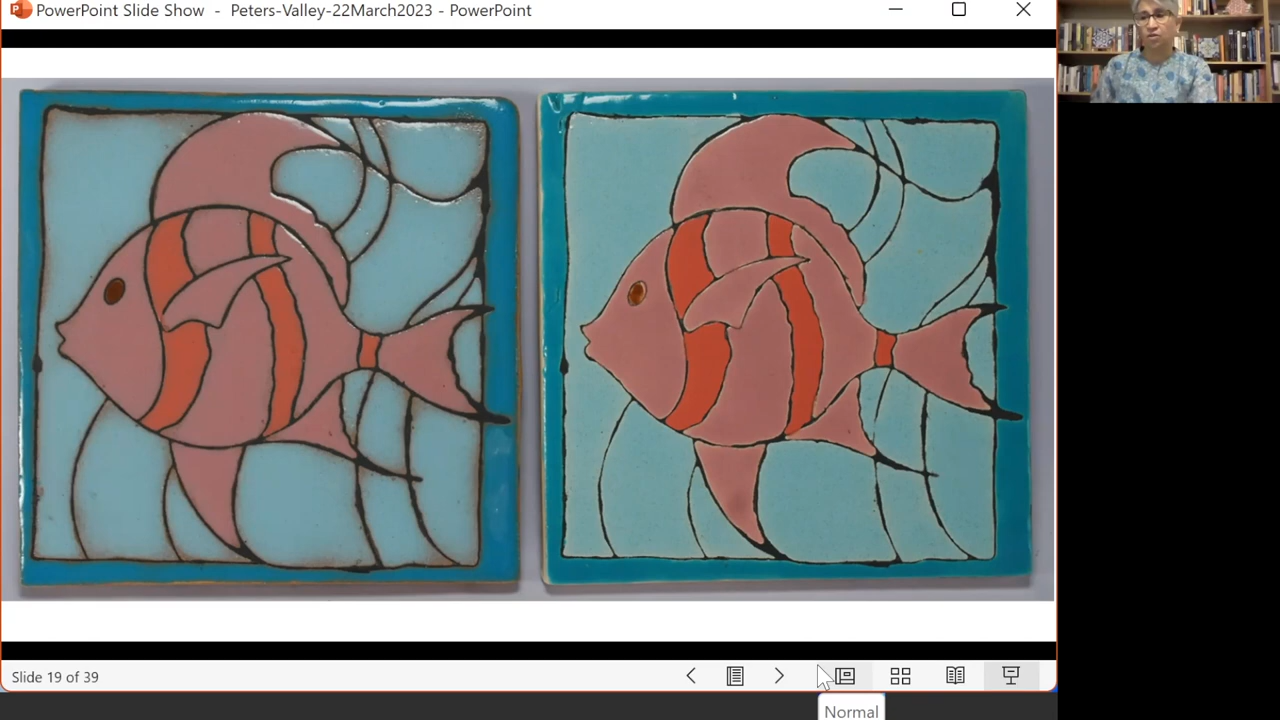 PowerPoint Slide Show - Peters-Valley-22March2023 - PowerPoint
Slide 19 of 39
Normal